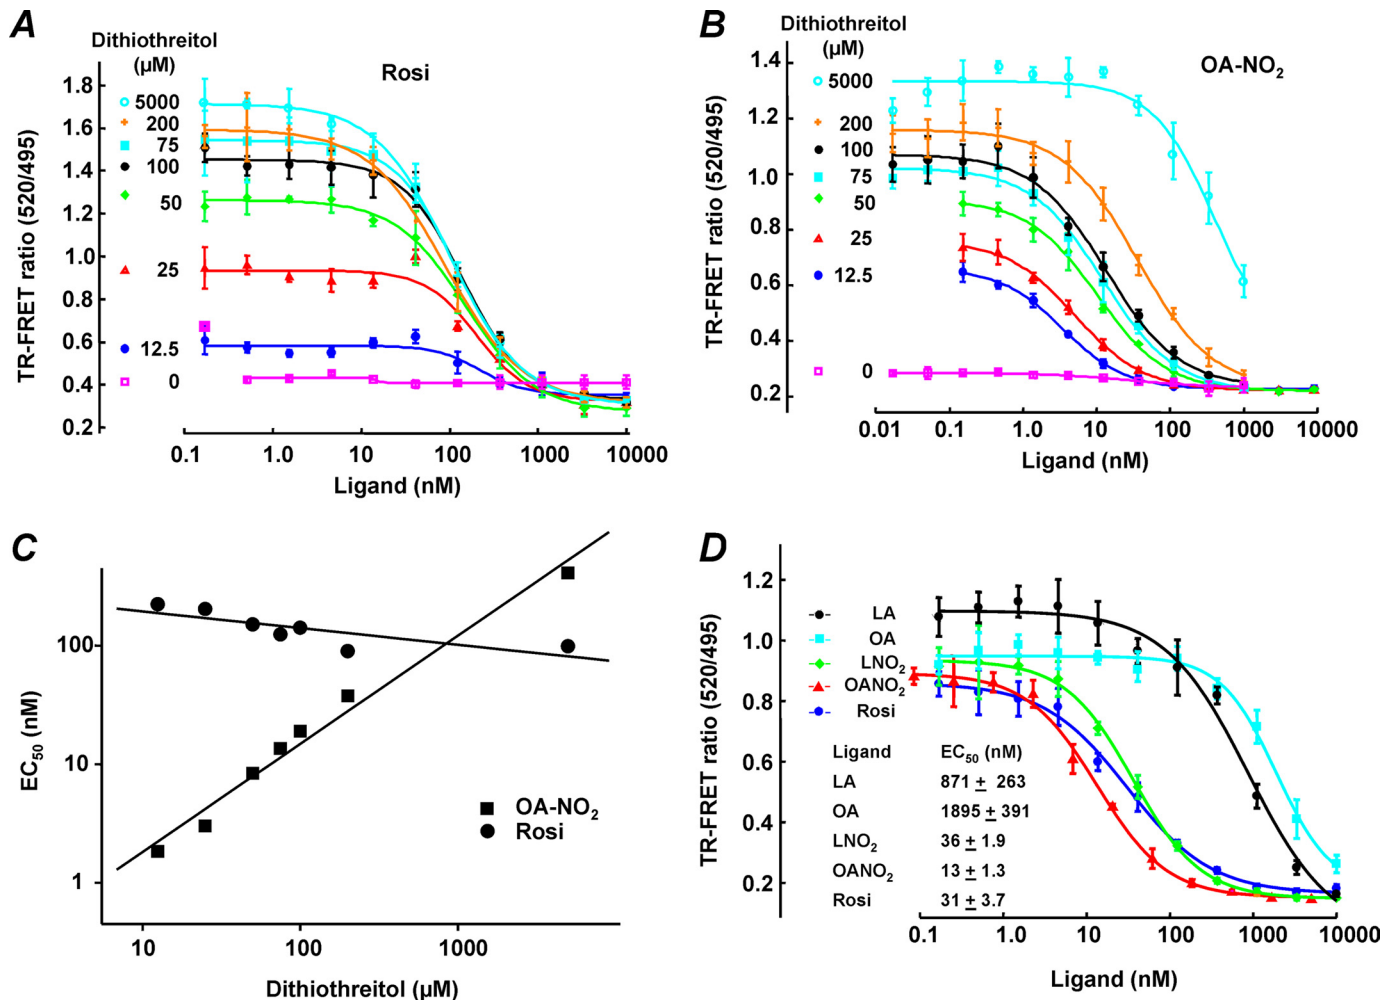 A
Dithiothreitol
(µM)
Rosi
TR-FRET ratio (520/495)
1.8
1.6
1.4
1.2
1.0
0.8
0.6
0.4
0.2
5000
200
75
100
50
25
12.5
0
0.1 1.0 10 100 1000 10000
Ligand (nM)
B
Dithiothreitol
(µM)
OA-NO2
TR-FRET ratio (520/495)
1.4
1.2
1.0
0.8
0.6
0.4
0.2
5000
200
100
75
50
25
12.5
0
0.01 0.1 1.0 10 100 1000 10000
Ligand (nM)
C
EC50 (nM)
100
10
1
OA-NO2
Rosi
10 100 1000
Dithiothreitol (µM)
D
TR-FRET ratio (520/495)
1.2
1.0
0.8
0.6
0.4
0.2
LA
OA
LNO2
OANO2
Rosi
Ligand EC50 (nM)
LA 871 ± 263
OA 1895 ± 391
LNO2 36 ± 1.9
OANO2 13 ± 1.3
Rosi 31 ± 3.7
0.1 1.0 10 100 1000 10000
Ligand (nM)